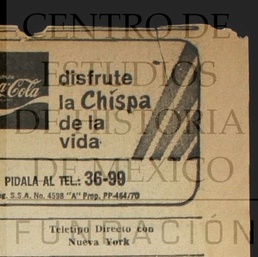 CENTRO DE
ESTUDIOS
DE HISTORIA
DE MÉXICO
FUNDACIÓN
Coca-Cola
disfrute
la Chispa
de la
vida
PIDALA AL TEL.: 36-99
eg. S.S.A. No. 4598 "A" Prop. PP-464/70
Teletipo Directo con
Nueva York